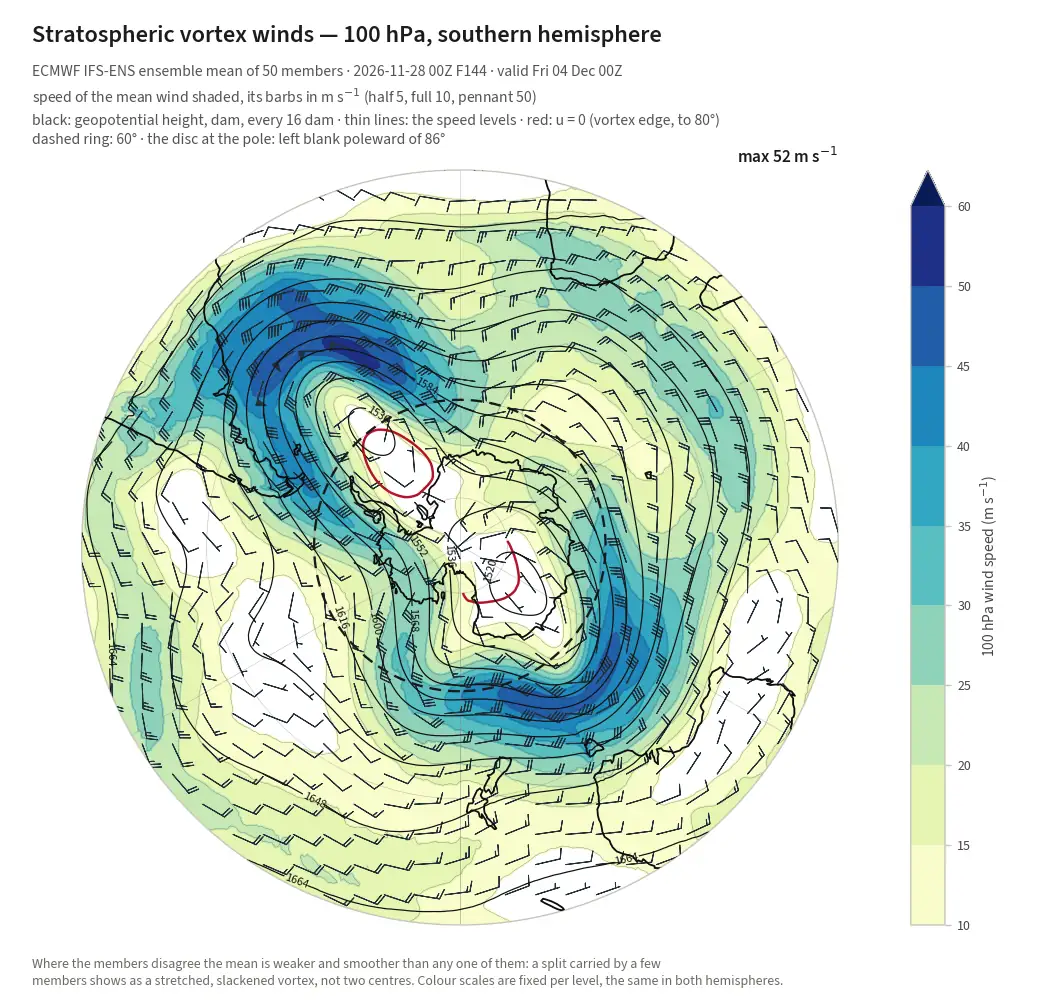 Stratospheric vortex winds — 100 hPa, southern hemisphere
ECMWF IFS-ENS ensemble mean of 50 members · 2026-11-28 00Z F144 · valid Fri 04 Dec 00Z
speed of the mean wind shaded, its barbs in m s⁻¹ (half 5, full 10, pennant 50)
black: geopotential height, dam, every 16 dam · thin lines: the speed levels · red: u = 0 (vortex edge, to 80°)
dashed ring: 60° · the disc at the pole: left blank poleward of 86°
max 52 m s⁻¹
60
50
45
40
35
30
25
20
15
10
100 hPa wind speed (m s⁻¹)
1632
1584
1536
1552
1536
1520
1616
1600
1568
1664
1648
1664
1664
Where the members disagree the mean is weaker and smoother than any one of them: a split carried by a few
members shows as a stretched, slackened vortex, not two centres. Colour scales are fixed per level, the same in both hemispheres.